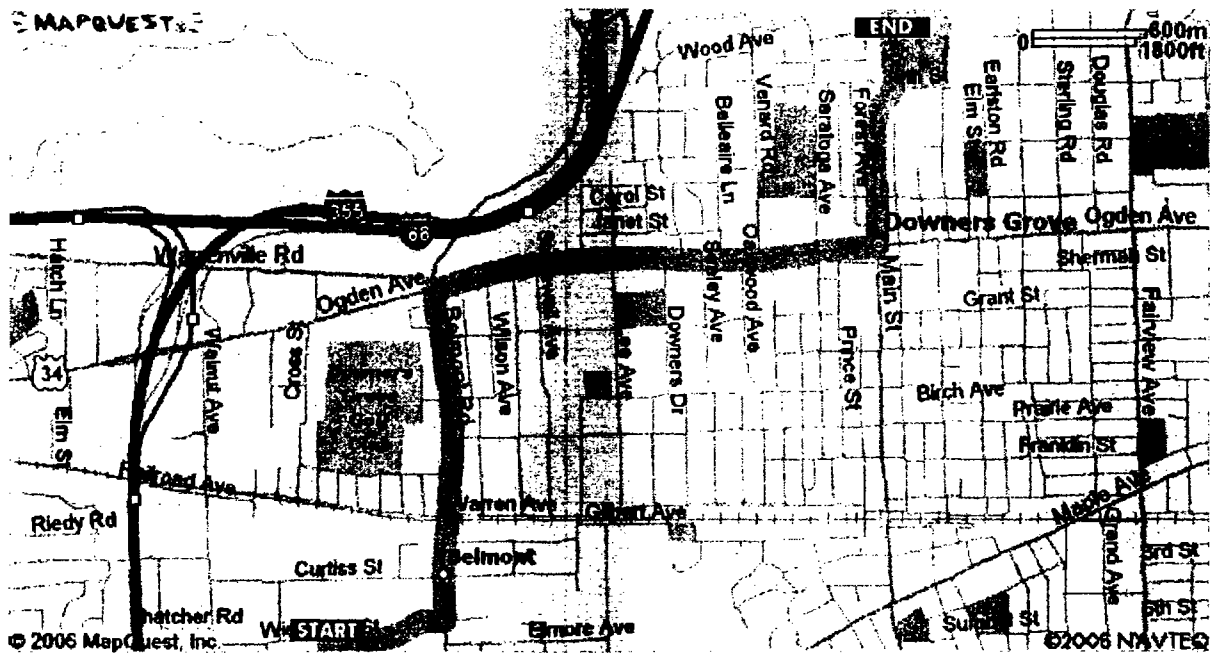 MAPQUEST
END
0 600m
1800ft
Wood Ave
Belleaire Ln
Venard Rd
Saratoga Ave
Forest Ave
Earlston Rd
Elm St
Sterling Rd
Douglas Rd
355
Carol St
Janet St
88
Downers Grove
Ogden Ave
Hatch Ln
Warrenville Rd
Sherman St
Ogden Ave
Grant St
Main St
34
Walnut Ave
Cross St
Belmont Rd
Wilson Ave
Lee Ave
Downers Dr
Seeley Ave
Oakwood Ave
Prince St
Fairview Ave
Birch Ave
Prairie Ave
Elm St
Franklin St
Railroad Ave
Warren Ave
Gilbert Ave
Maple Ave
Riedy Rd
Grand Ave
Belmont
3rd St
Curtiss St
Thatcher Rd
START
Elmore Ave
Summit St
5th St
© 2006 MapQuest, Inc.
©2006 NAVTEQ